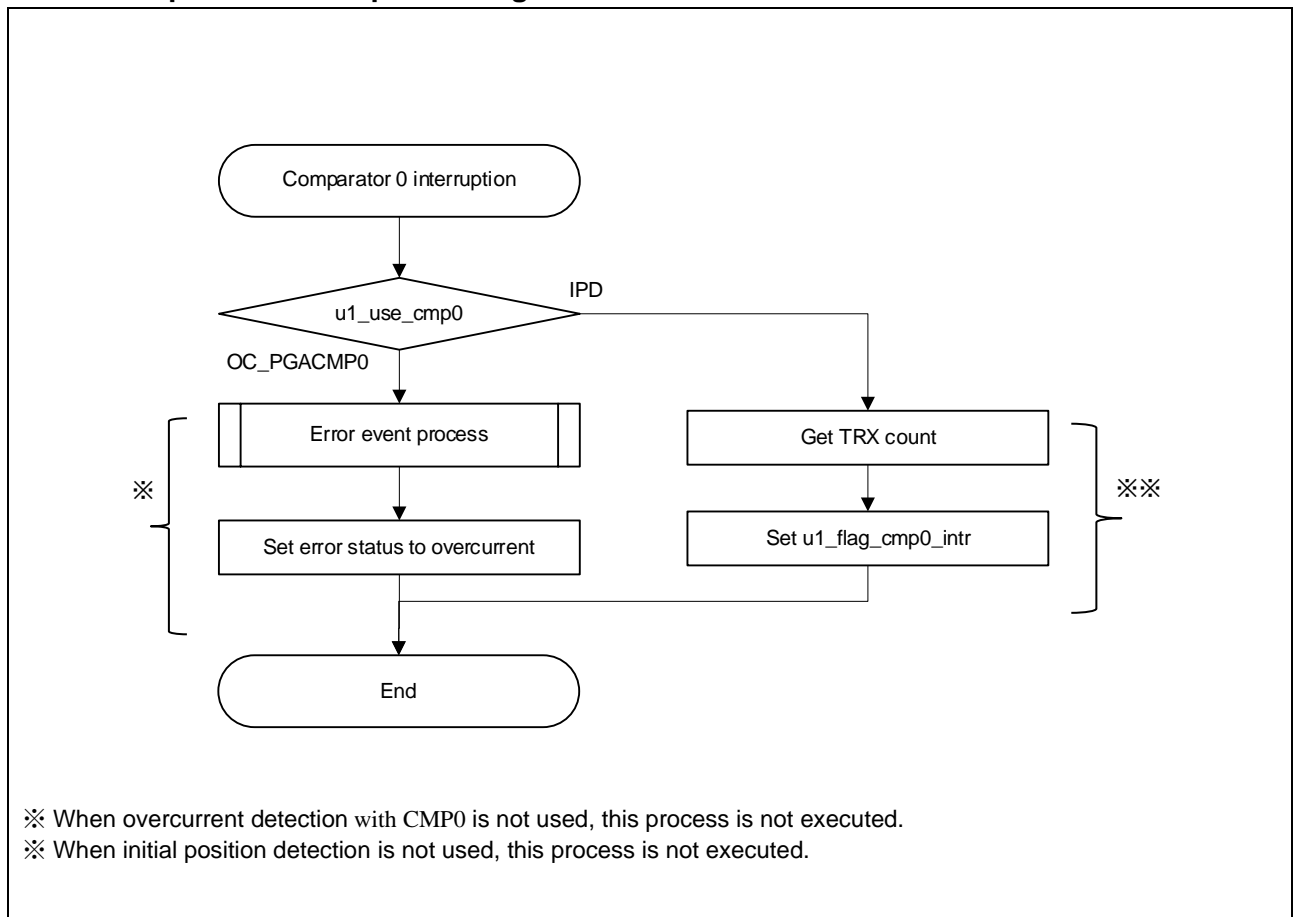 Comparator 0 interruption
u1_use_cmp0
IPD
OC_PGACMP0
Error event process
Get TRX count
※
※※
Set error status to overcurrent
Set u1_flag_cmp0_intr
End
※ When overcurrent detection with CMP0 is not used, this process is not executed.
※ When initial position detection is not used, this process is not executed.